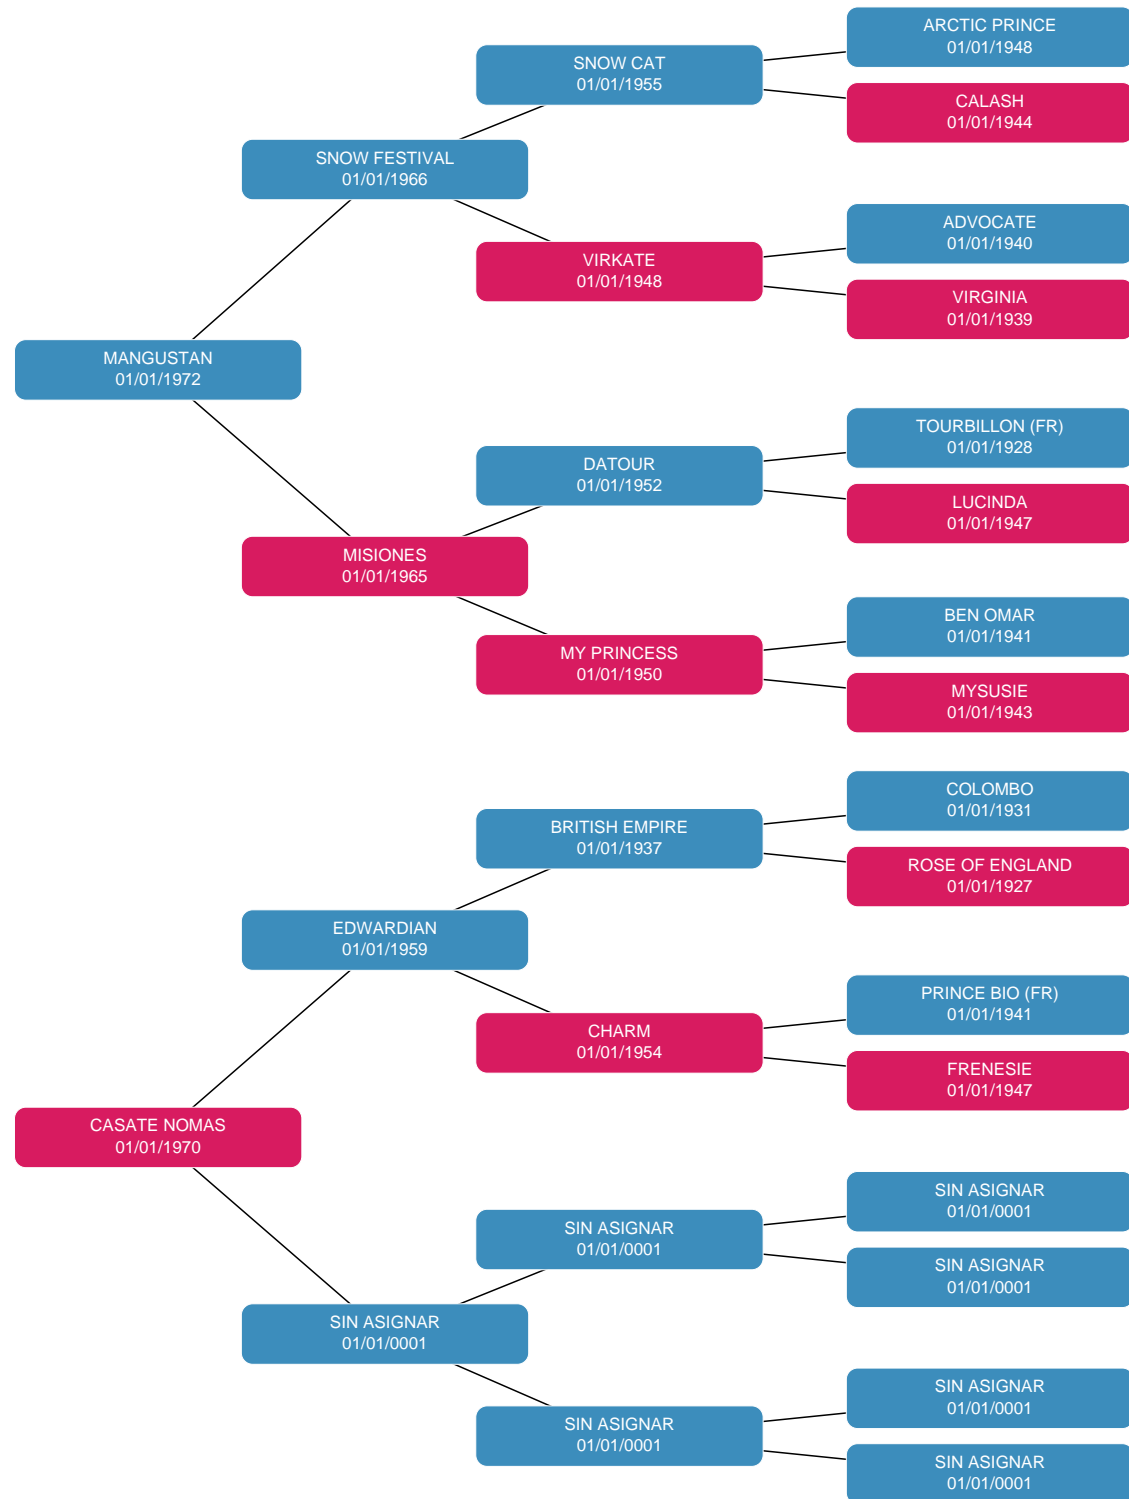 ARCTIC PRINCE
01/01/1948
SNOW CAT
01/01/1955
CALASH
01/01/1944
SNOW FESTIVAL
01/01/1966
ADVOCATE
01/01/1940
VIRKATE
01/01/1948
VIRGINIA
01/01/1939
MANGUSTAN
01/01/1972
TOURBILLON (FR)
01/01/1928
DATOUR
01/01/1952
LUCINDA
01/01/1947
MISIONES
01/01/1965
BEN OMAR
01/01/1941
MY PRINCESS
01/01/1950
MYSUSIE
01/01/1943
COLOMBO
01/01/1931
BRITISH EMPIRE
01/01/1937
ROSE OF ENGLAND
01/01/1927
EDWARDIAN
01/01/1959
PRINCE BIO (FR)
01/01/1941
CHARM
01/01/1954
FRENESIE
01/01/1947
CASATE NOMAS
01/01/1970
SIN ASIGNAR
01/01/0001
SIN ASIGNAR
01/01/0001
SIN ASIGNAR
01/01/0001
SIN ASIGNAR
01/01/0001
SIN ASIGNAR
01/01/0001
SIN ASIGNAR
01/01/0001
SIN ASIGNAR
01/01/0001